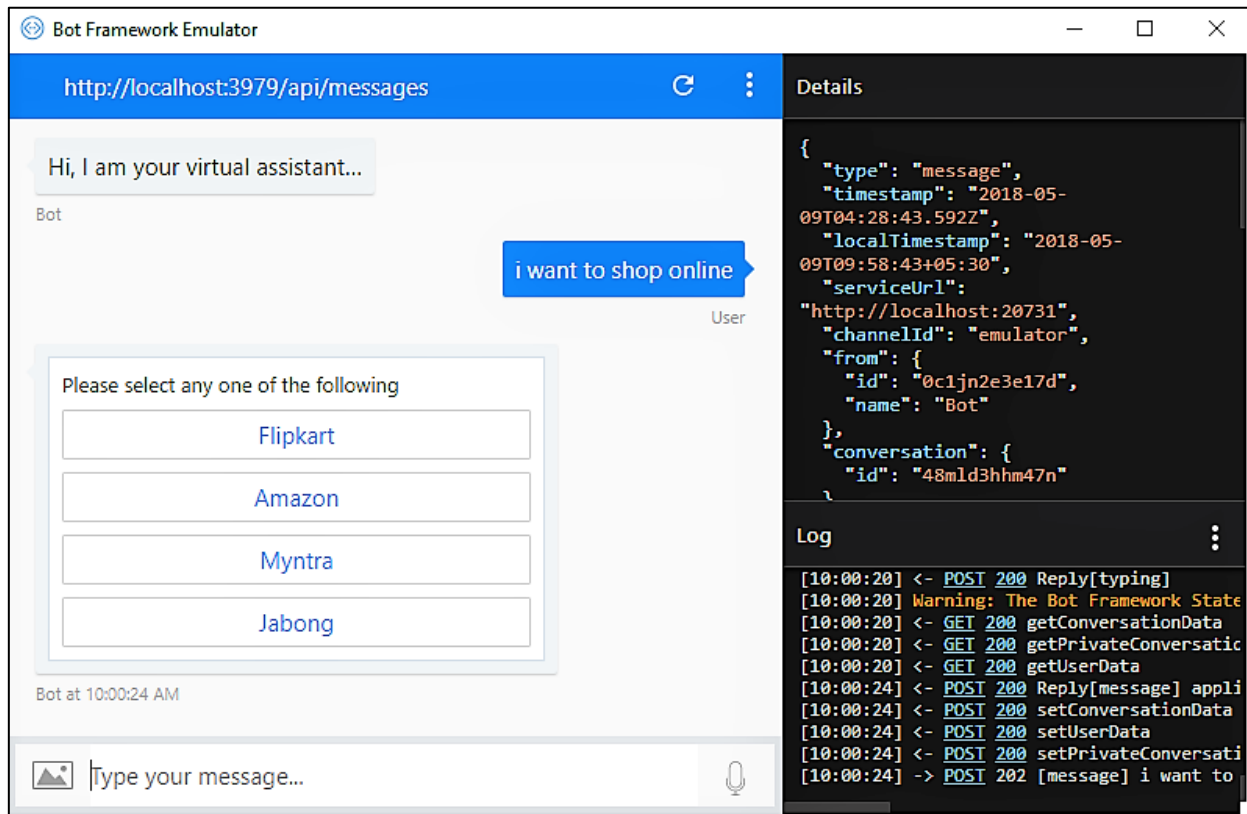 Bot Framework Emulator
http://localhost:3979/api/messages
Hi, I am your virtual assistant...
Bot
i want to shop online
User
Please select any one of the following
Flipkart
Amazon
Myntra
Jabong
Bot at 10:00:24 AM
Type your message...
Details
{
"type": "message",
"timestamp": "2018-05-
09T04:28:43.592Z",
"localTimestamp": "2018-05-
09T09:58:43+05:30",
"serviceUrl":
"http://localhost:20731",
"channelId": "emulator",
"from": {
"id": "0c1jn2e3e17d",
"name": "Bot"
},
"conversation": {
"id": "48mld3hhm47n"
}
Log
[10:00:20] <- POST 200 Reply[typing]
[10:00:20] Warning: The Bot Framework State
[10:00:20] <- GET 200 getConversationData
[10:00:20] <- GET 200 getPrivateConversatio
[10:00:20] <- GET 200 getUserData
[10:00:24] <- POST 200 Reply[message] appli
[10:00:24] <- POST 200 setConversationData
[10:00:24] <- POST 200 setUserData
[10:00:24] <- POST 200 setPrivateConversati
[10:00:24] -> POST 202 [message] i want to